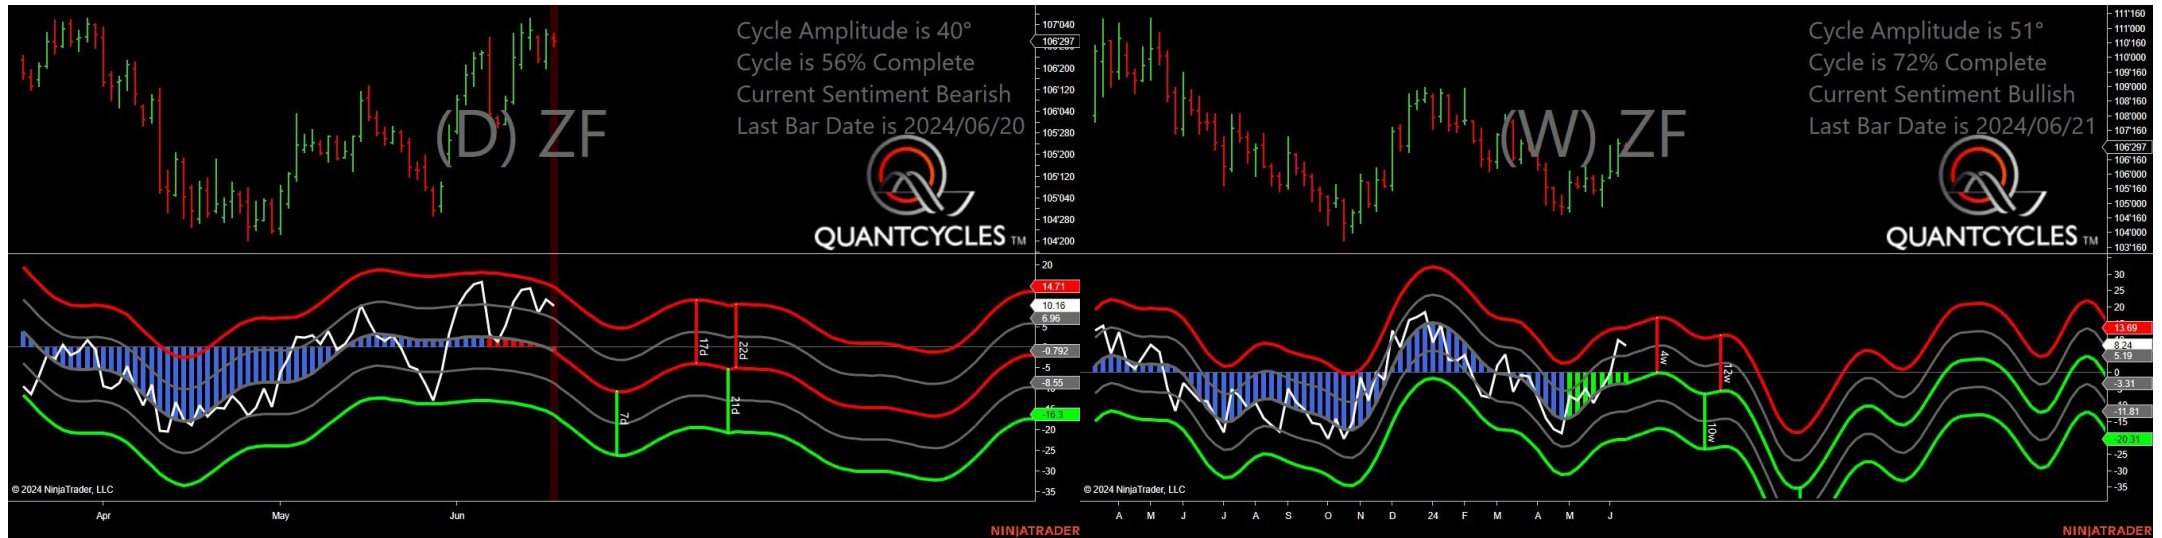 Cycle Amplitude is 40°
Cycle is 56% Complete
Current Sentiment Bearish
Last Bar Date is 2024/06/20
(D) ZF
QUANTCYCLES TM
107'040
106'297
106'200
106'120
106'040
105'280
105'200
105'120
105'040
104'280
104'200
20
14.71
10.16
6.96
5
-0.792
-5
-8.55
-16.3
-20
-25
-30
-35
17d
22d
7d
21d
© 2024 NinjaTrader, LLC
Apr
May
Jun
NINJATRADER
Cycle Amplitude is 51°
Cycle is 72% Complete
Current Sentiment Bullish
Last Bar Date is 2024/06/21
(W) ZF
QUANTCYCLES TM
111'160
111'000
110'160
110'000
109'160
109'000
108'160
108'000
107'160
106'297
106'160
106'000
105'160
105'000
104'160
104'000
103'160
30
25
20
13.69
8.24
5.19
0
-3.31
-11.81
-15
-20.31
-25
-30
-35
4w
12w
10w
© 2024 NinjaTrader, LLC
A
M
J
J
A
S
O
N
D
24
F
M
A
M
J
NINJATRADER